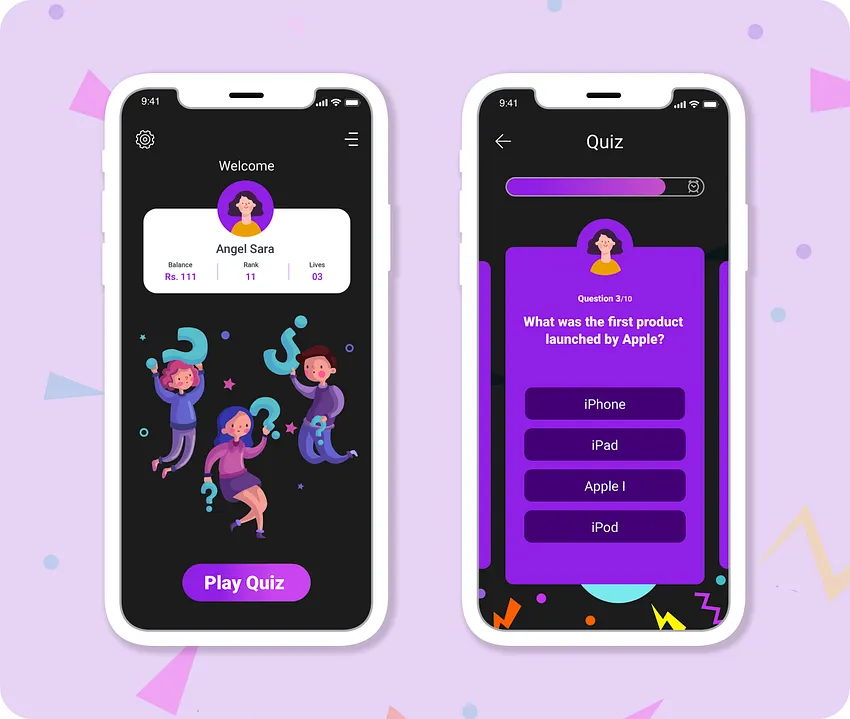 9:41
Welcome
Angel Sara
Balance Rank Lives
Rs. 111 11 03
Play Quiz
9:41
Quiz
Question 3/10
What was the first product
launched by Apple?
iPhone
iPad
Apple I
iPod